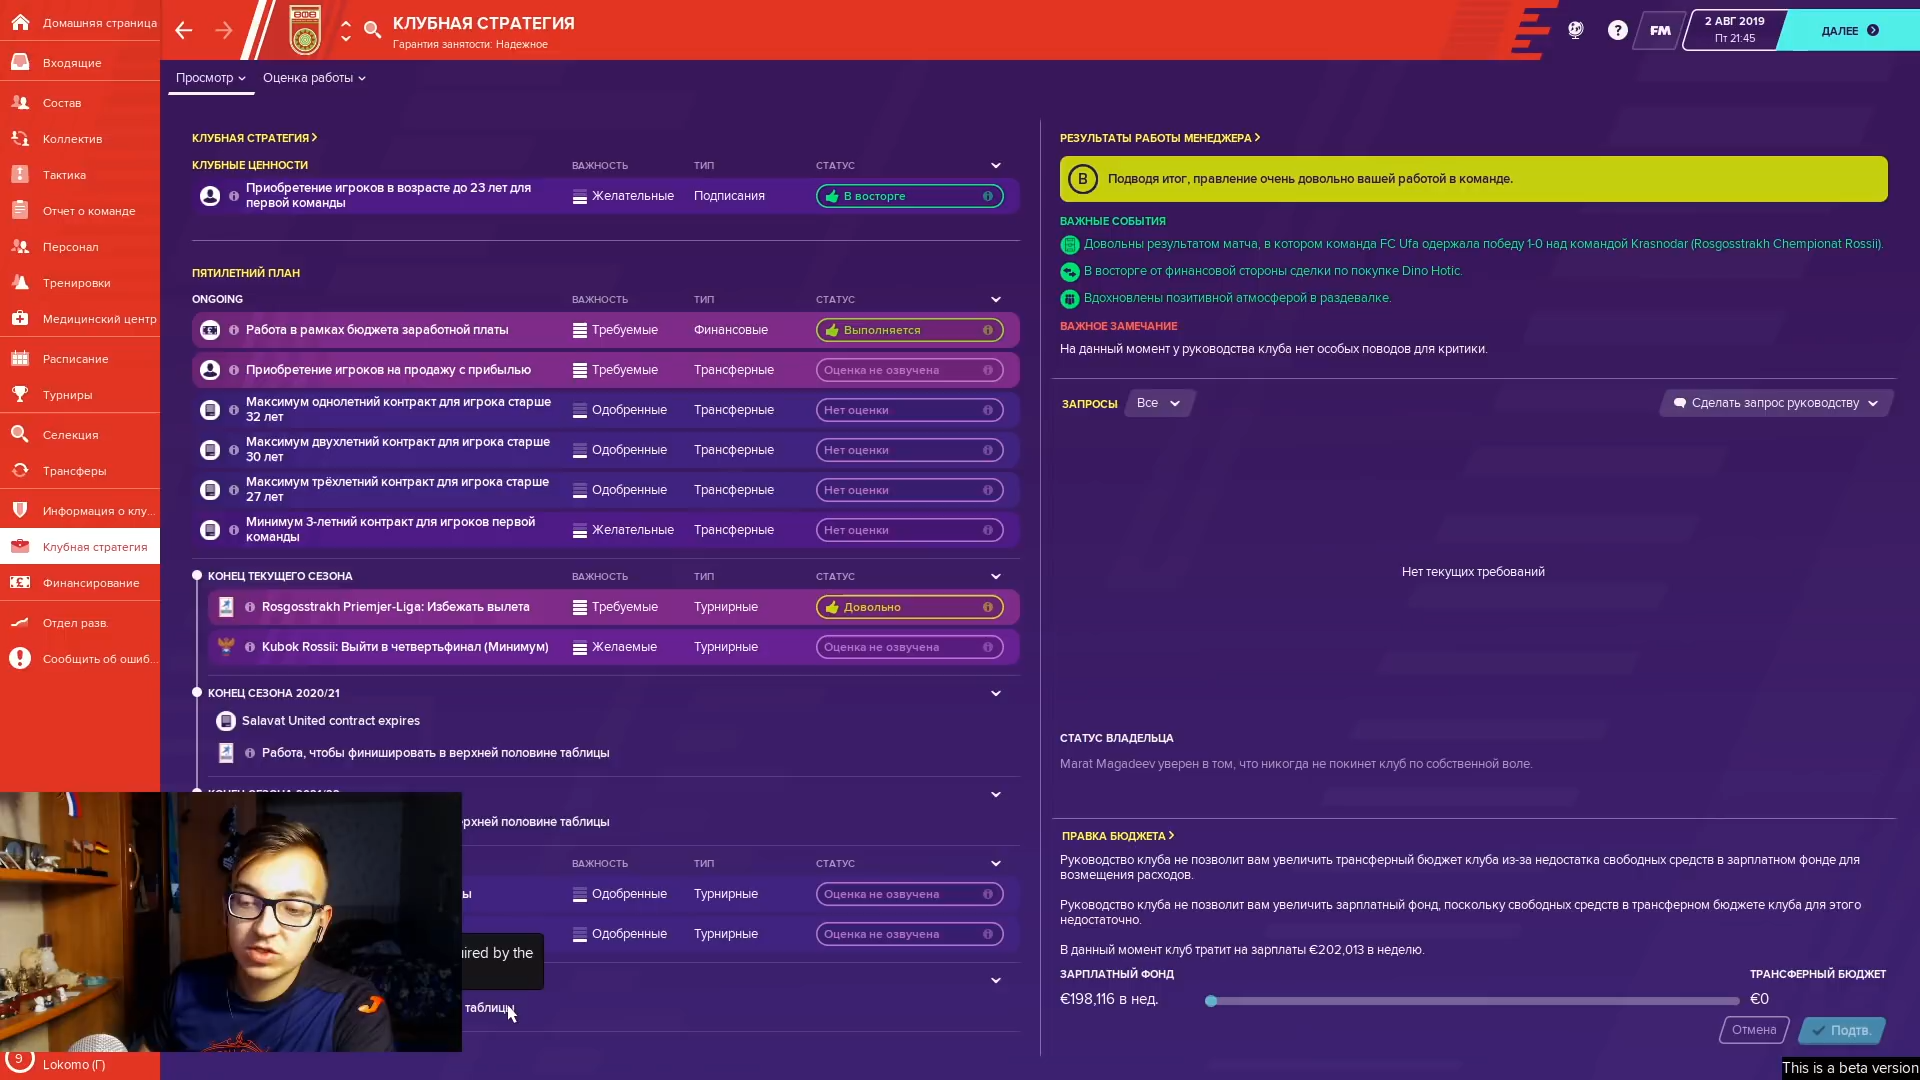 Домашняя страница
Входящие
Состав
Коллектив
Тактика
Отчет о команде
Персонал
Тренировки
Медицинский центр
Расписание
Турниры
Селекция
Трансферы
Информация о клу...
Клубная стратегия
Финансирование
Отдел разв.
Сообщить об ошиб...
9
Lokomo (Г)
КЛУБНАЯ СТРАТЕГИЯ
Гарантия занятости: Надежное
?
FM
2 АВГ 2019
Пт 21:45
ДАЛЕЕ
Просмотр
Оценка работы
КЛУБНАЯ СТРАТЕГИЯ
КЛУБНЫЕ ЦЕННОСТИ ВАЖНОСТЬ ТИП СТАТУС
Приобретение игроков в возрасте до 23 лет для
первой команды
Желательные Подписания В восторге
ПЯТИЛЕТНИЙ ПЛАН
ONGOING ВАЖНОСТЬ ТИП СТАТУС
Работа в рамках бюджета заработной платы Требуемые Финансовые Выполняется
Приобретение игроков на продажу с прибылью Требуемые Трансферные Оценка не озвучена
Максимум однолетний контракт для игрока старше
32 лет
Одобренные Трансферные Нет оценки
Максимум двухлетний контракт для игрока старше
30 лет
Одобренные Трансферные Нет оценки
Максимум трёхлетний контракт для игрока старше
27 лет
Одобренные Трансферные Нет оценки
Минимум 3-летний контракт для игроков первой
команды
Желательные Трансферные Нет оценки
КОНЕЦ ТЕКУЩЕГО СЕЗОНА ВАЖНОСТЬ ТИП СТАТУС
Rosgosstrakh Priemjer-Liga: Избежать вылета Требуемые Турнирные Довольно
Kubok Rossii: Выйти в четвертьфинал (Минимум) Желаемые Турнирные Оценка не озвучена
КОНЕЦ СЕЗОНА 2020/21
Salavat United contract expires
Работа, чтобы финишировать в верхней половине таблицы
ерхней половине таблицы
ВАЖНОСТЬ ТИП СТАТУС
ы Одобренные Турнирные Оценка не озвучена
Одобренные Турнирные Оценка не озвучена
uired by the
таблицы
РЕЗУЛЬТАТЫ РАБОТЫ МЕНЕДЖЕРА
B Подводя итог, правление очень довольно вашей работой в команде.
ВАЖНЫЕ СОБЫТИЯ
Довольны результатом матча, в котором команда FC Ufa одержала победу 1-0 над командой Krasnodar (Rosgosstrakh Chempionat Rossii).
В восторге от финансовой стороны сделки по покупке Dino Hotic.
Вдохновлены позитивной атмосферой в раздевалке.
ВАЖНОЕ ЗАМЕЧАНИЕ
На данный момент у руководства клуба нет особых поводов для критики.
ЗАПРОСЫ Все Сделать запрос руководству
Нет текущих требований
СТАТУС ВЛАДЕЛЬЦА
Marat Magadeev уверен в том, что никогда не покинет клуб по собственной воле.
ПРАВКА БЮДЖЕТА
Руководство клуба не позволит вам увеличить трансферный бюджет клуба из-за недостатка свободных средств в зарплатном фонде для
возмещения расходов.
Руководство клуба не позволит вам увеличить зарплатный фонд, поскольку свободных средств в трансферном бюджете клуба для этого
недостаточно.
В данный момент клуб тратит на зарплаты €202,013 в неделю.
ЗАРПЛАТНЫЙ ФОНД ТРАНСФЕРНЫЙ БЮДЖЕТ
€198,116 в нед. €0
Отмена Подтв.
This is a beta version